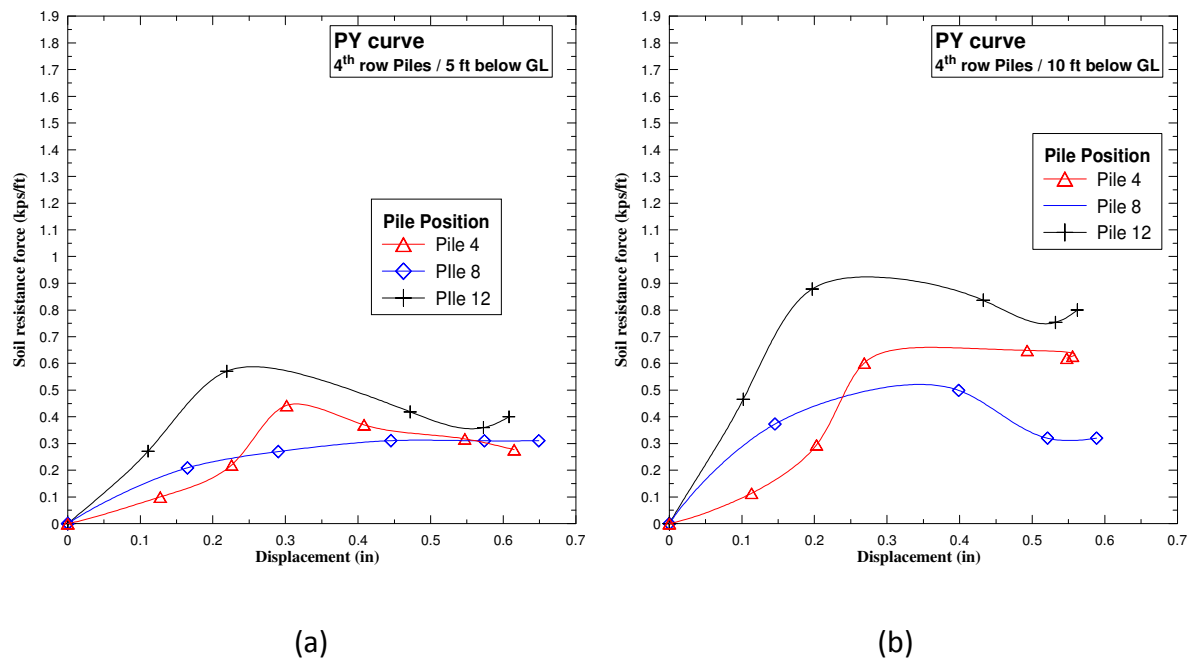 PY curve
4th row Piles / 5 ft below GL
Pile Position
Pile 4
PIle 8
PIle 12
Soil resistance force (kps/ft)
1.9
1.8
1.7
1.6
1.5
1.4
1.3
1.2
1.1
1
0.9
0.8
0.7
0.6
0.5
0.4
0.3
0.2
0.1
0
0 0.1 0.2 0.3 0.4 0.5 0.6 0.7
Displacement (in)
(a)
PY curve
4th row Piles / 10 ft below GL
Pile Position
Pile 4
Pile 8
Pile 12
Soil resistance force (kps/ft)
1.9
1.8
1.7
1.6
1.5
1.4
1.3
1.2
1.1
1
0.9
0.8
0.7
0.6
0.5
0.4
0.3
0.2
0.1
0
0 0.1 0.2 0.3 0.4 0.5 0.6 0.7
Displacement (in)
(b)